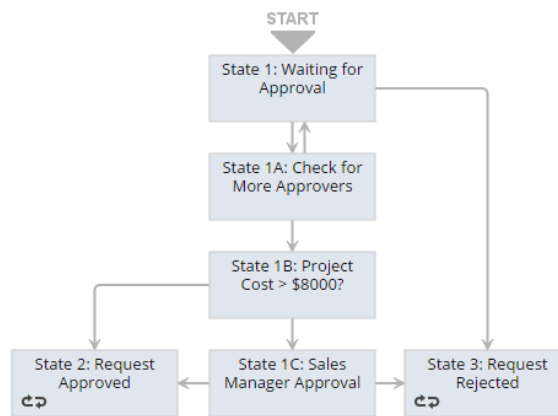 START
State 1: Waiting for
Approval
State 1A: Check for
More Approvers
State 1B: Project
Cost > $8000?
State 2: Request
Approved
State 1C: Sales
Manager Approval
State 3: Request
Rejected